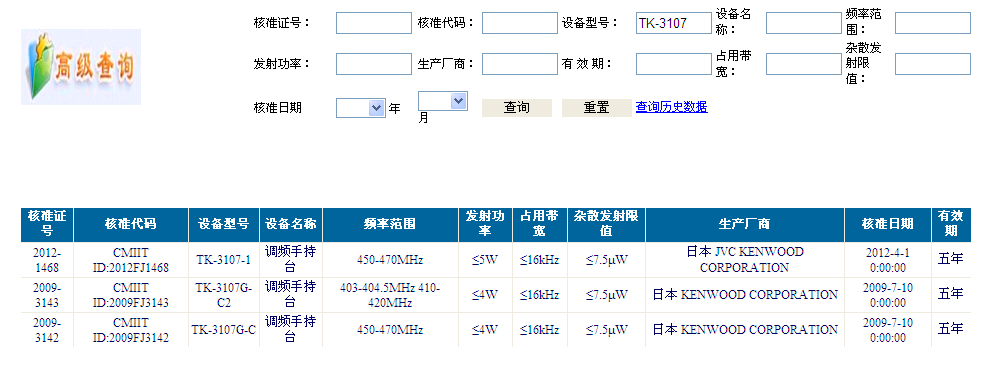 高级查询
核准证号： 核准代码： 设备型号： TK-3107 设备名称： 频率范围：
发射功率： 生产厂商： 有 效 期： 占用带宽： 杂散发射限值：
核准日期 年 月 查询 重置 查询历史数据
核准证号 核准代码 设备型号 设备名称 频率范围 发射功率 占用带宽 杂散发射限值 生产厂商 核准日期 有效期
2012-1468 CMIIT ID:2012FJ1468 TK-3107-1 调频手持台 450-470MHz ≤5W ≤16kHz ≤7.5μW 日本 JVC KENWOOD CORPORATION 2012-4-1 0:00:00 五年
2009-3143 CMIIT ID:2009FJ3143 TK-3107G-C2 调频手持台 403-404.5MHz 410-420MHz ≤4W ≤16kHz ≤7.5μW 日本 KENWOOD CORPORATION 2009-7-10 0:00:00 五年
2009-3142 CMIIT ID:2009FJ3142 TK-3107G-C 调频手持台 450-470MHz ≤4W ≤16kHz ≤7.5μW 日本 KENWOOD CORPORATION 2009-7-10 0:00:00 五年